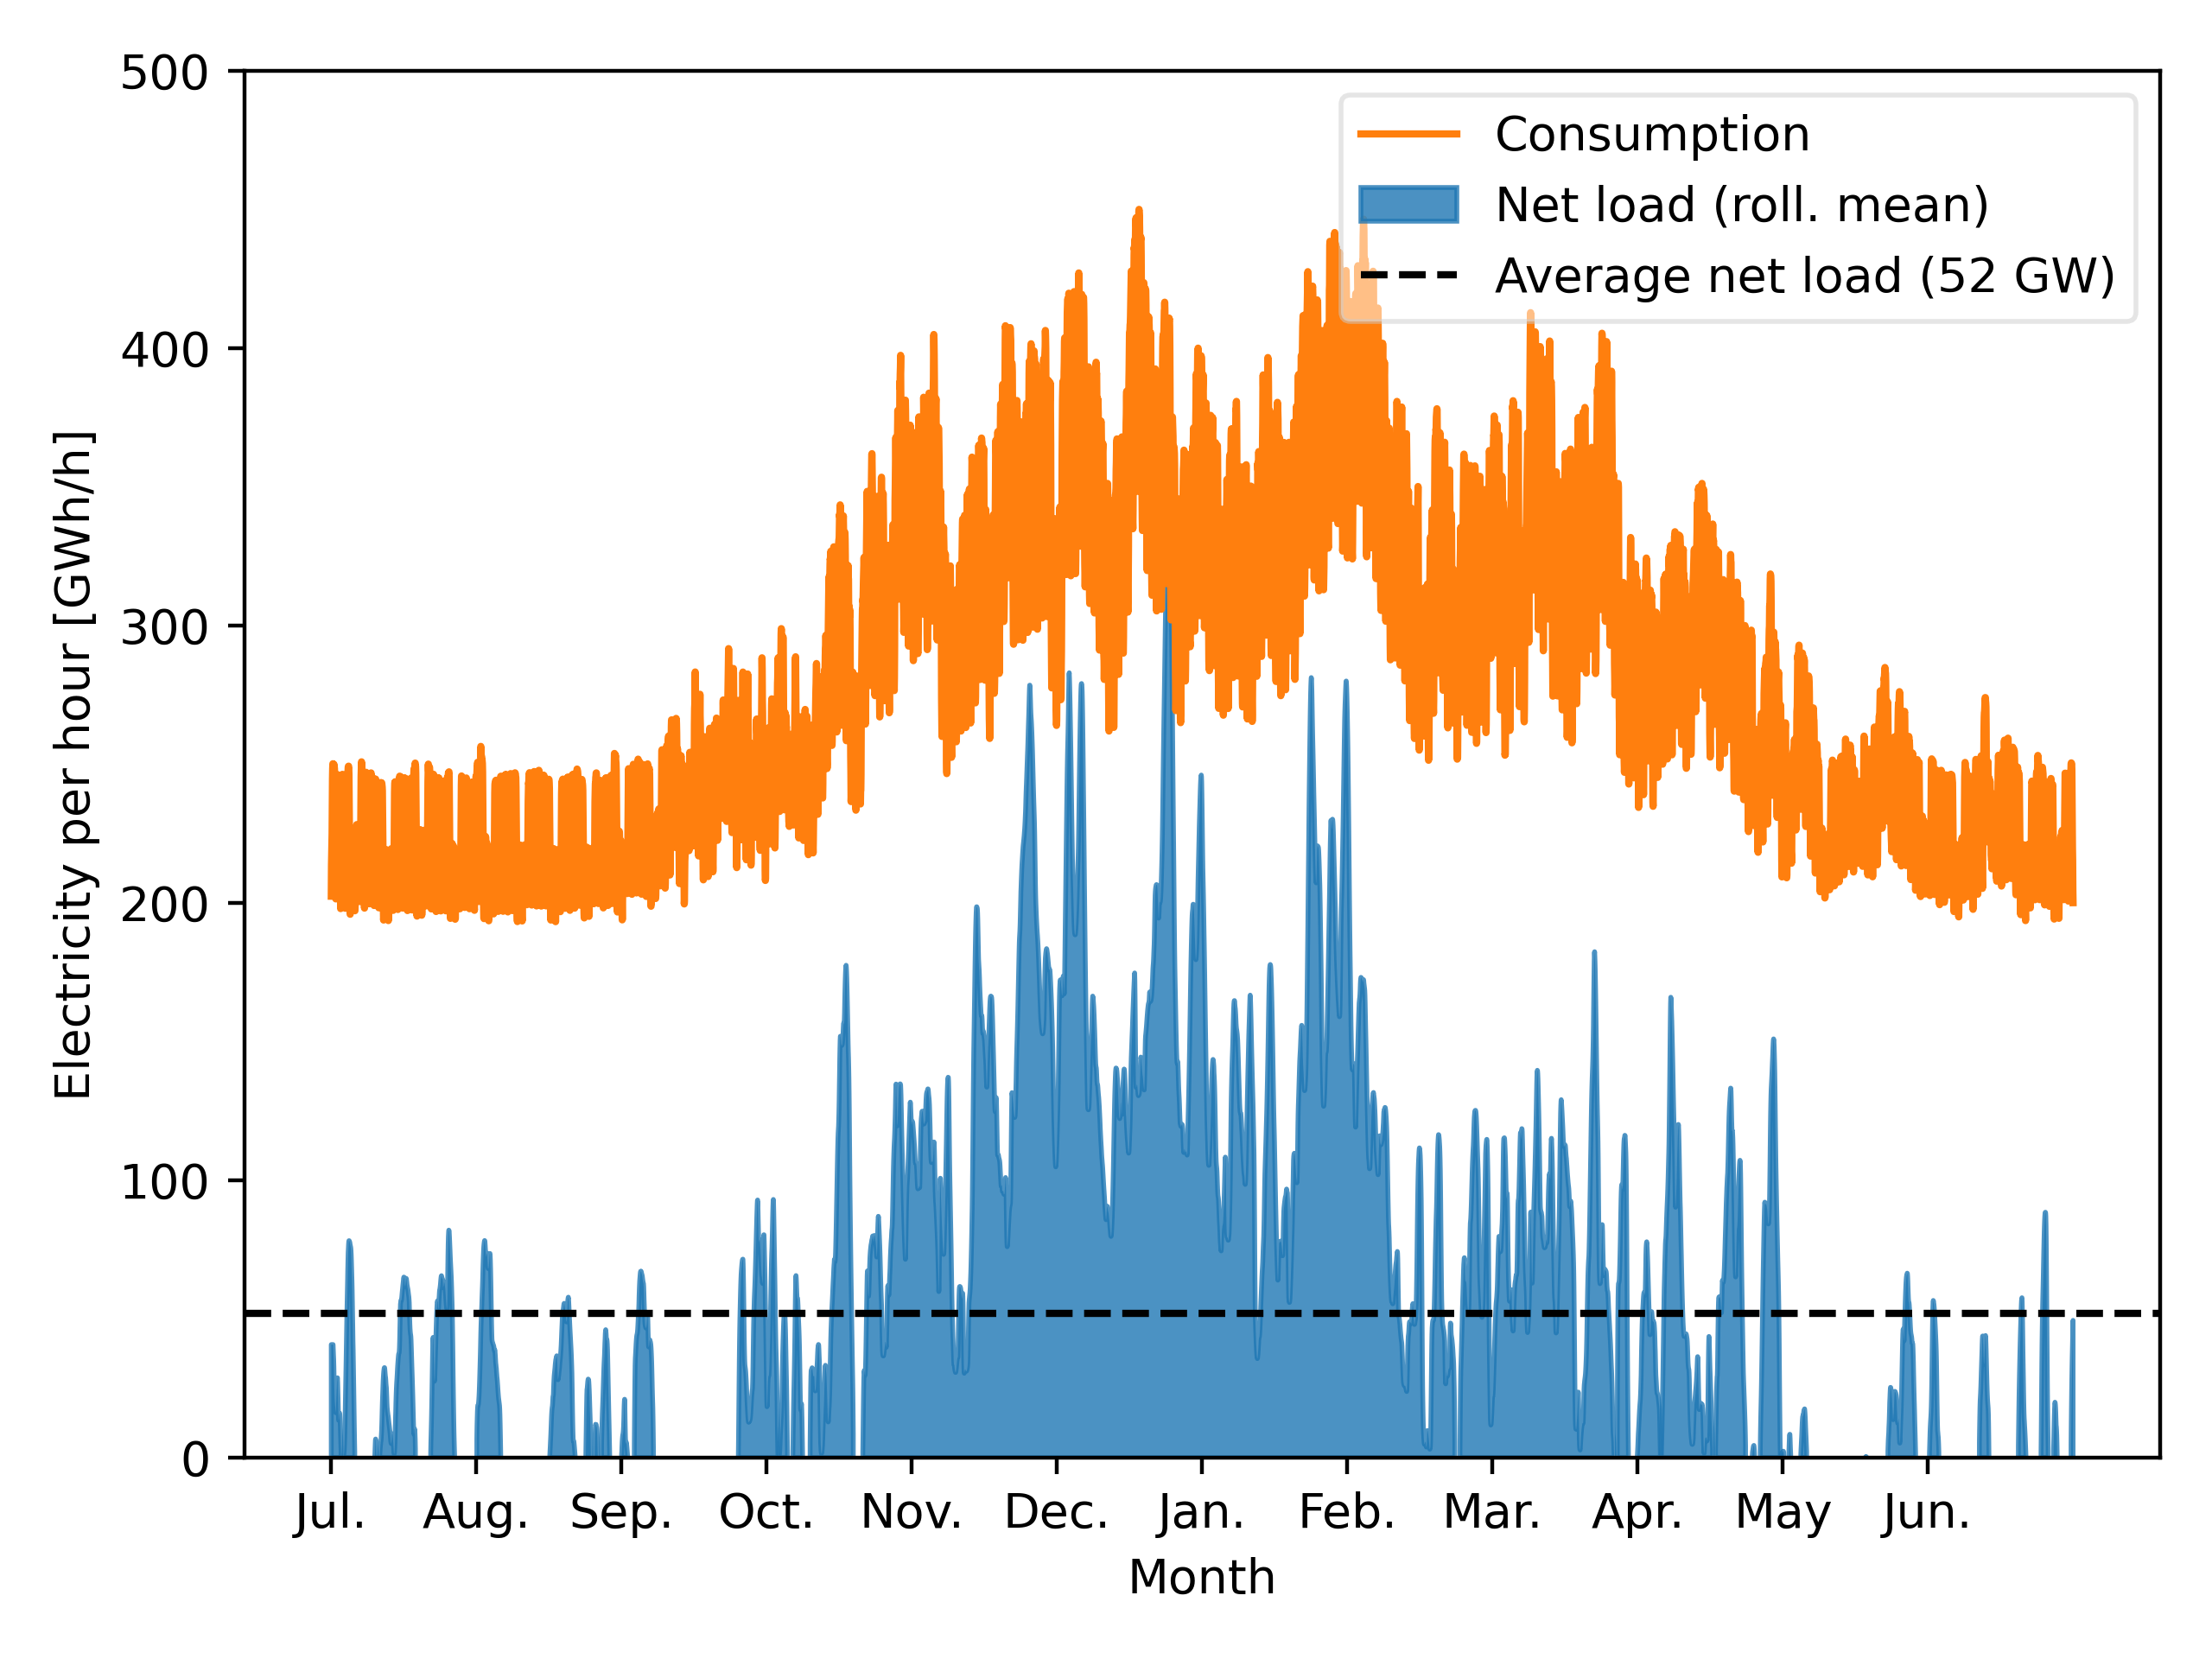 500
400
300
200
100
0
Electricity per hour [GWh/h]
Consumption
Net load (roll. mean)
Average net load (52 GW)
Jul. Aug. Sep. Oct. Nov. Dec. Jan. Feb. Mar. Apr. May Jun.
Month